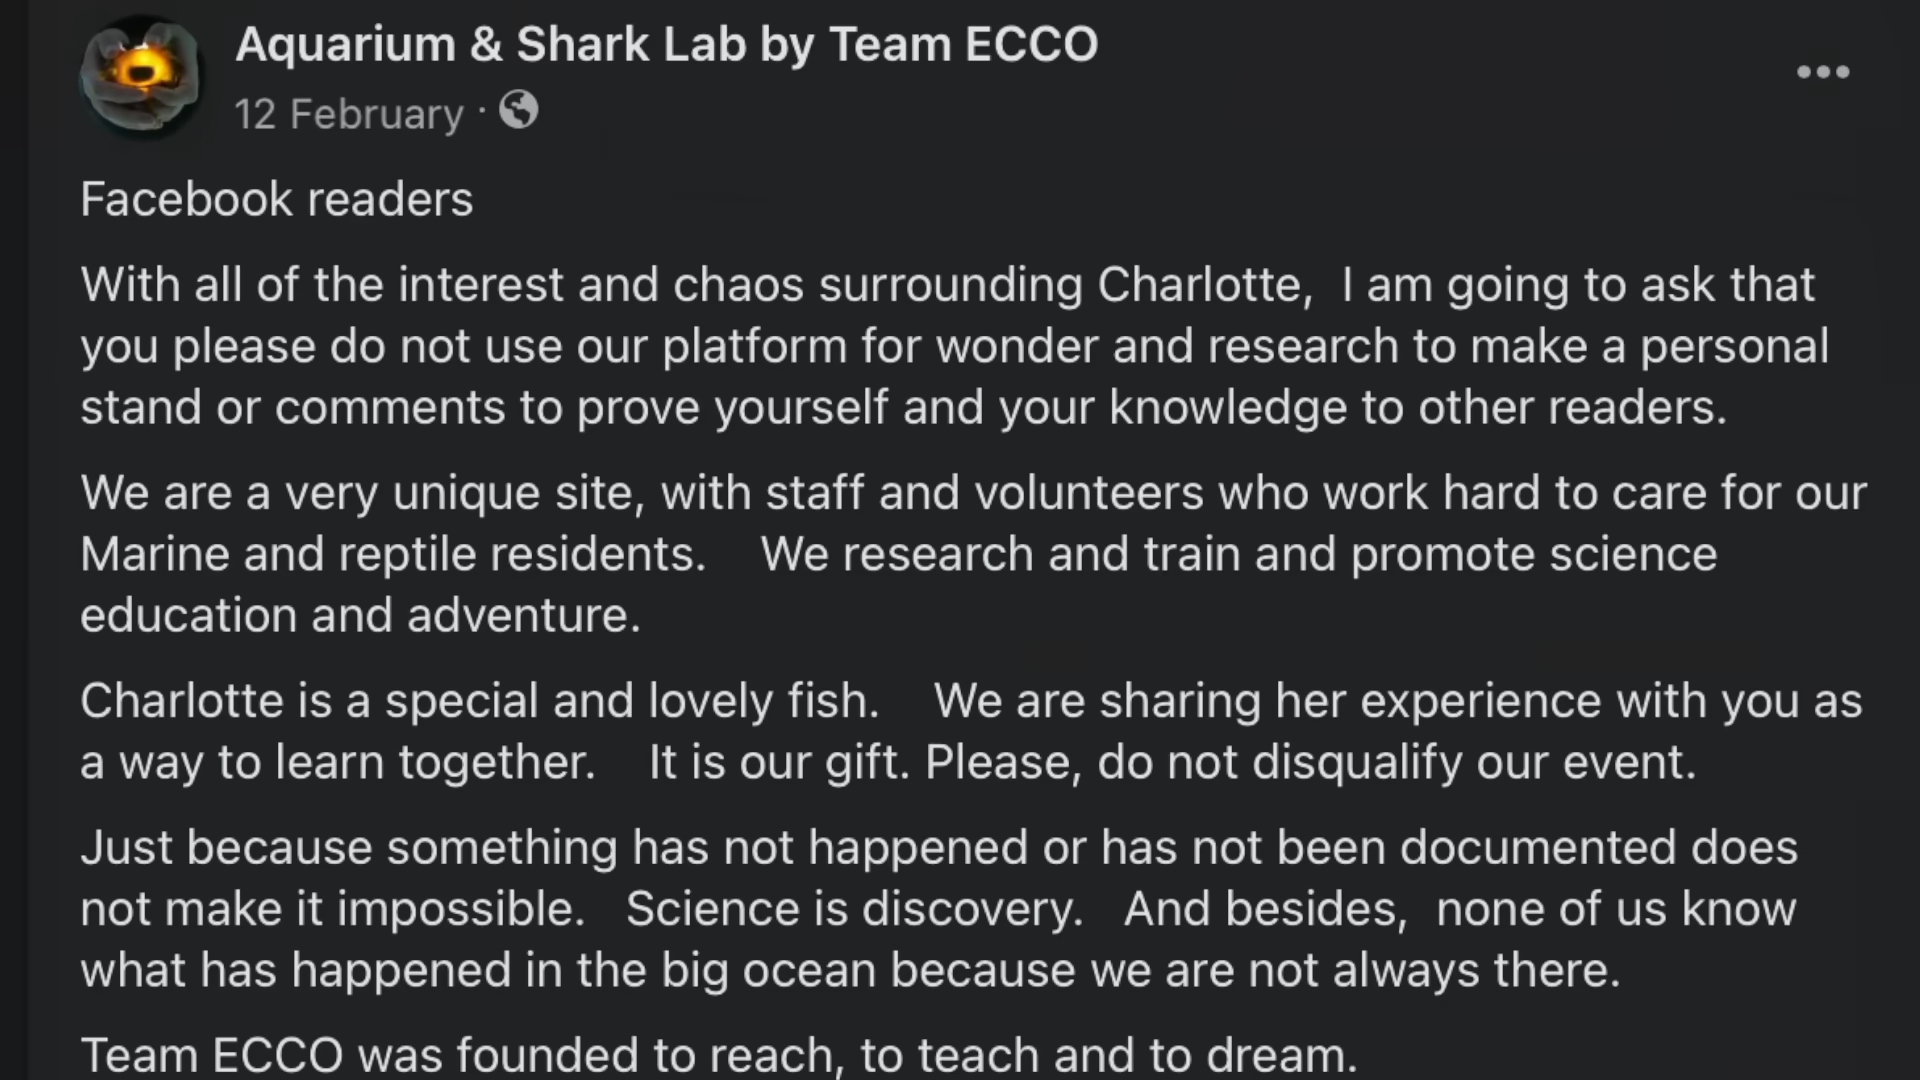 Aquarium & Shark Lab by Team ECCO
12 February ·
Facebook readers
With all of the interest and chaos surrounding Charlotte,  I am going to ask that
you please do not use our platform for wonder and research to make a personal
stand or comments to prove yourself and your knowledge to other readers.
We are a very unique site, with staff and volunteers who work hard to care for our
Marine and reptile residents.    We research and train and promote science
education and adventure.
Charlotte is a special and lovely fish.    We are sharing her experience with you as
a way to learn together.    It is our gift. Please, do not disqualify our event.
Just because something has not happened or has not been documented does
not make it impossible.   Science is discovery.   And besides,  none of us know
what has happened in the big ocean because we are not always there.
Team ECCO was founded to reach, to teach and to dream.